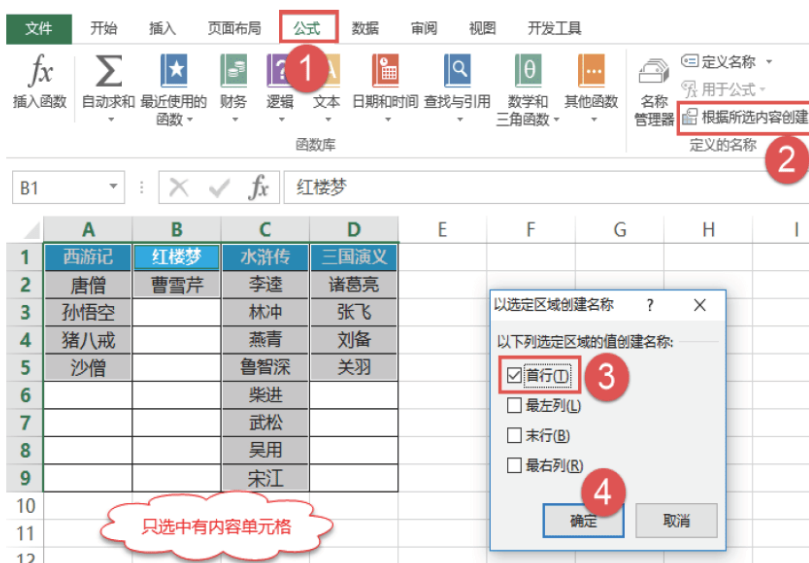 文件 开始 插入 页面布局 公式 数据 审阅 视图 开发工具
1
fx Σ A θ ...
插入函数 自动求和 最近使用的函数 财务 逻辑 文本 日期和时间 查找与引用 数学和三角函数 其他函数 名称管理器
定义名称
用于公式
根据所选内容创建
函数库 定义的名称
2
B1 fx 红楼梦
A B C D E F G H I
1 西游记 红楼梦 水浒传 三国演义
2 唐僧 曹雪芹 李逵 诸葛亮
3 孙悟空 林冲 张飞
4 猪八戒 燕青 刘备
5 沙僧 鲁智深 关羽
6 柴进
7 武松
8 吴用
9 宋江
10
11
12
只选中有内容单元格
以选定区域创建名称 ? X
以下列选定区域的值创建名称:
首行(T)
3
最左列(L)
末行(B)
最右列(R)
4
确定 取消